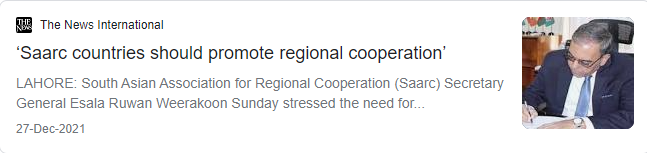 THE NEWS
The News International
‘Saarc countries should promote regional cooperation’
LAHORE: South Asian Association for Regional Cooperation (Saarc) Secretary
General Esala Ruwan Weerakoon Sunday stressed the need for...
27-Dec-2021